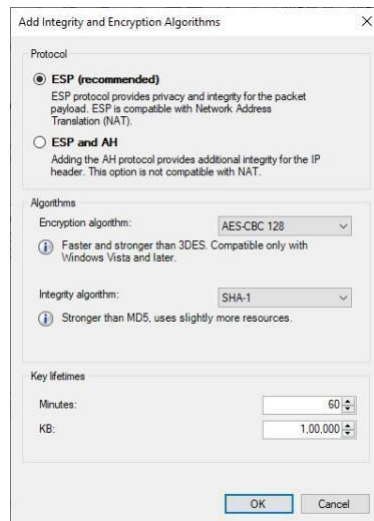 Add Integrity and Encryption Algorithms
Protocol
ESP (recommended)
ESP protocol provides privacy and integrity for the packet
payload. ESP is compatible with Network Address
Translation (NAT).
ESP and AH
Adding the AH protocol provides additional integrity for the IP
header. This option is not compatible with NAT.
Algorithms
Encryption algorithm: AES-CBC 128
Faster and stronger than 3DES. Compatible only with
Windows Vista and later.
Integrity algorithm: SHA-1
Stronger than MD5, uses slightly more resources.
Key lifetimes
Minutes: 60
KB: 1,00,000
OK Cancel